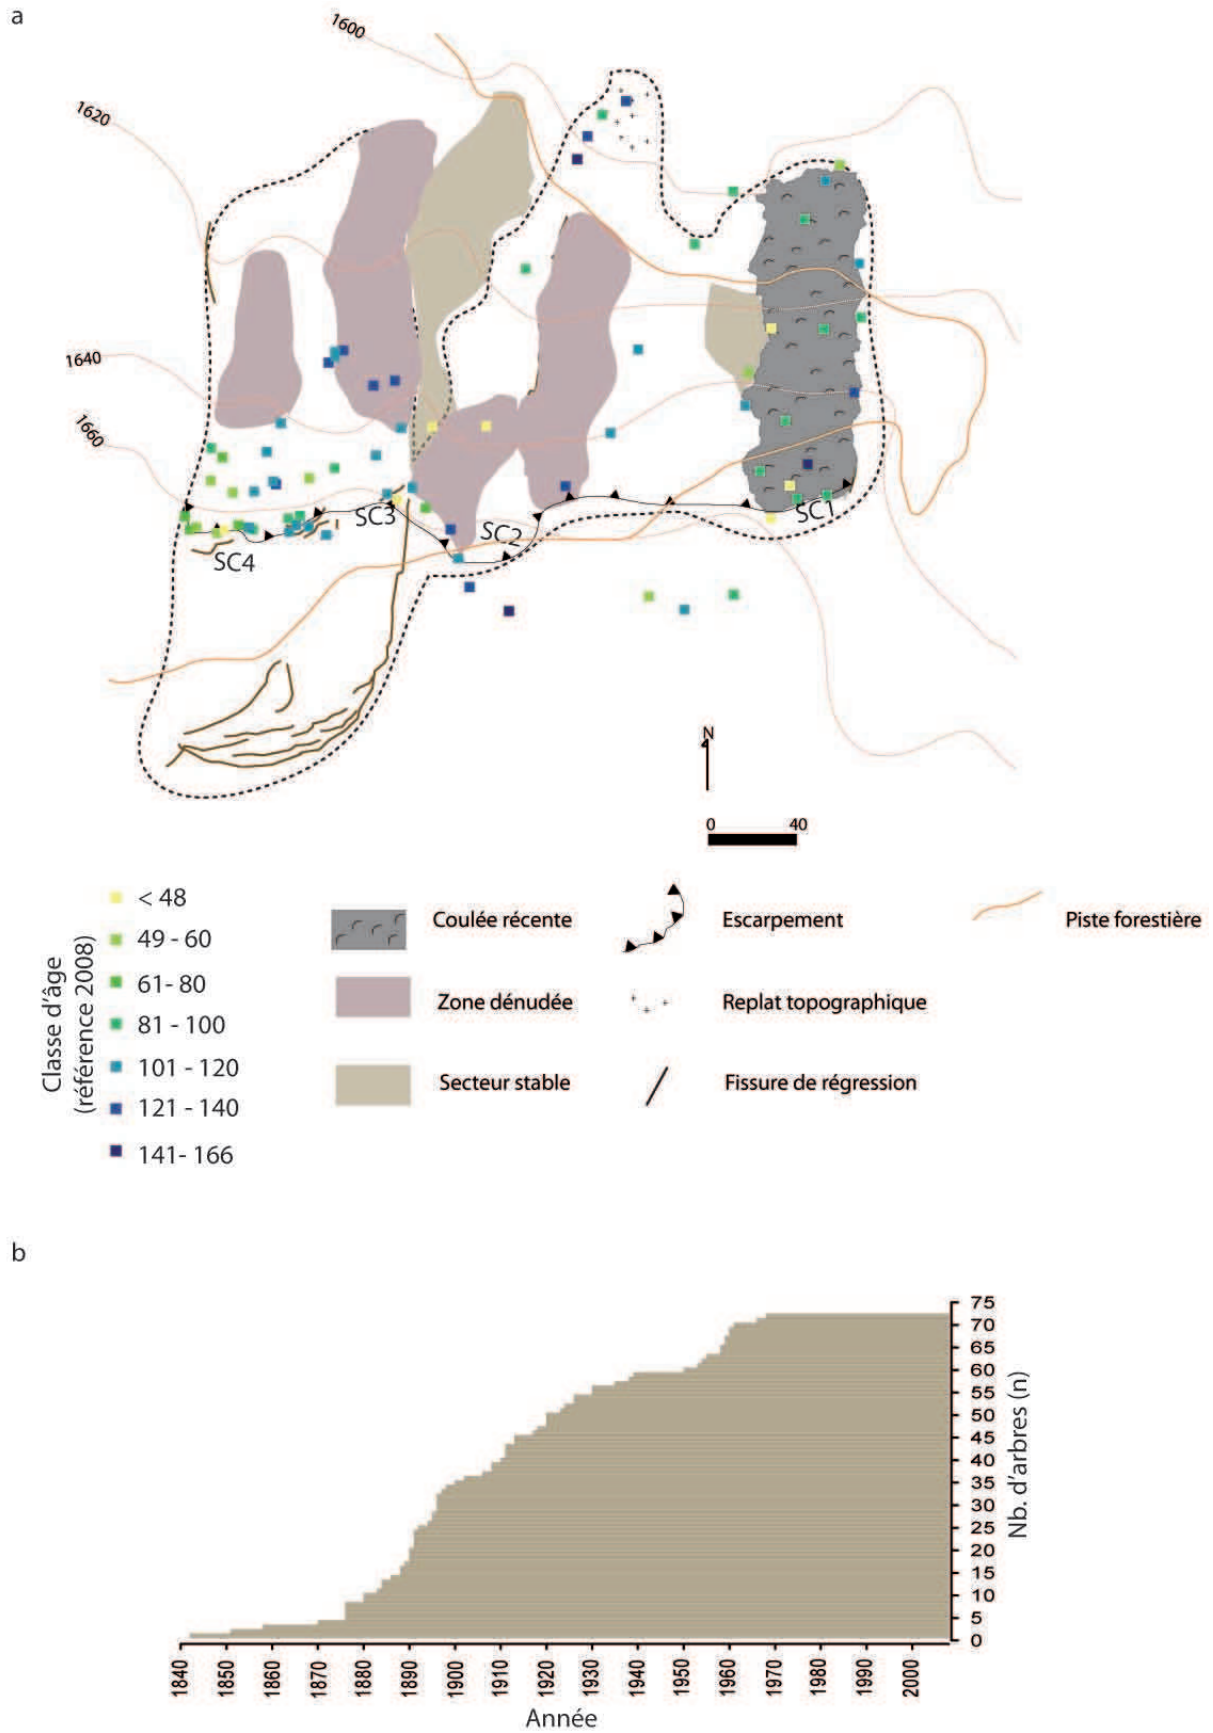 a
1600
1620
1640
1660
SC3
SC2
SC1
SC4
N
0 40
Classe d'âge
(référence 2008)
< 48
49 - 60
61- 80
81 - 100
101 - 120
121 - 140
141- 166
Coulée récente
Zone dénudée
Secteur stable
Escarpement
Replat topographique
Fissure de régression
Piste forestière
b
75
70
65
60
55
50
45
40
35
30
25
20
15
10
5
0
Nb. d'arbres (n)
1840 1850 1860 1870 1880 1890 1900 1910 1920 1930 1940 1950 1960 1970 1980 1990 2000
Année